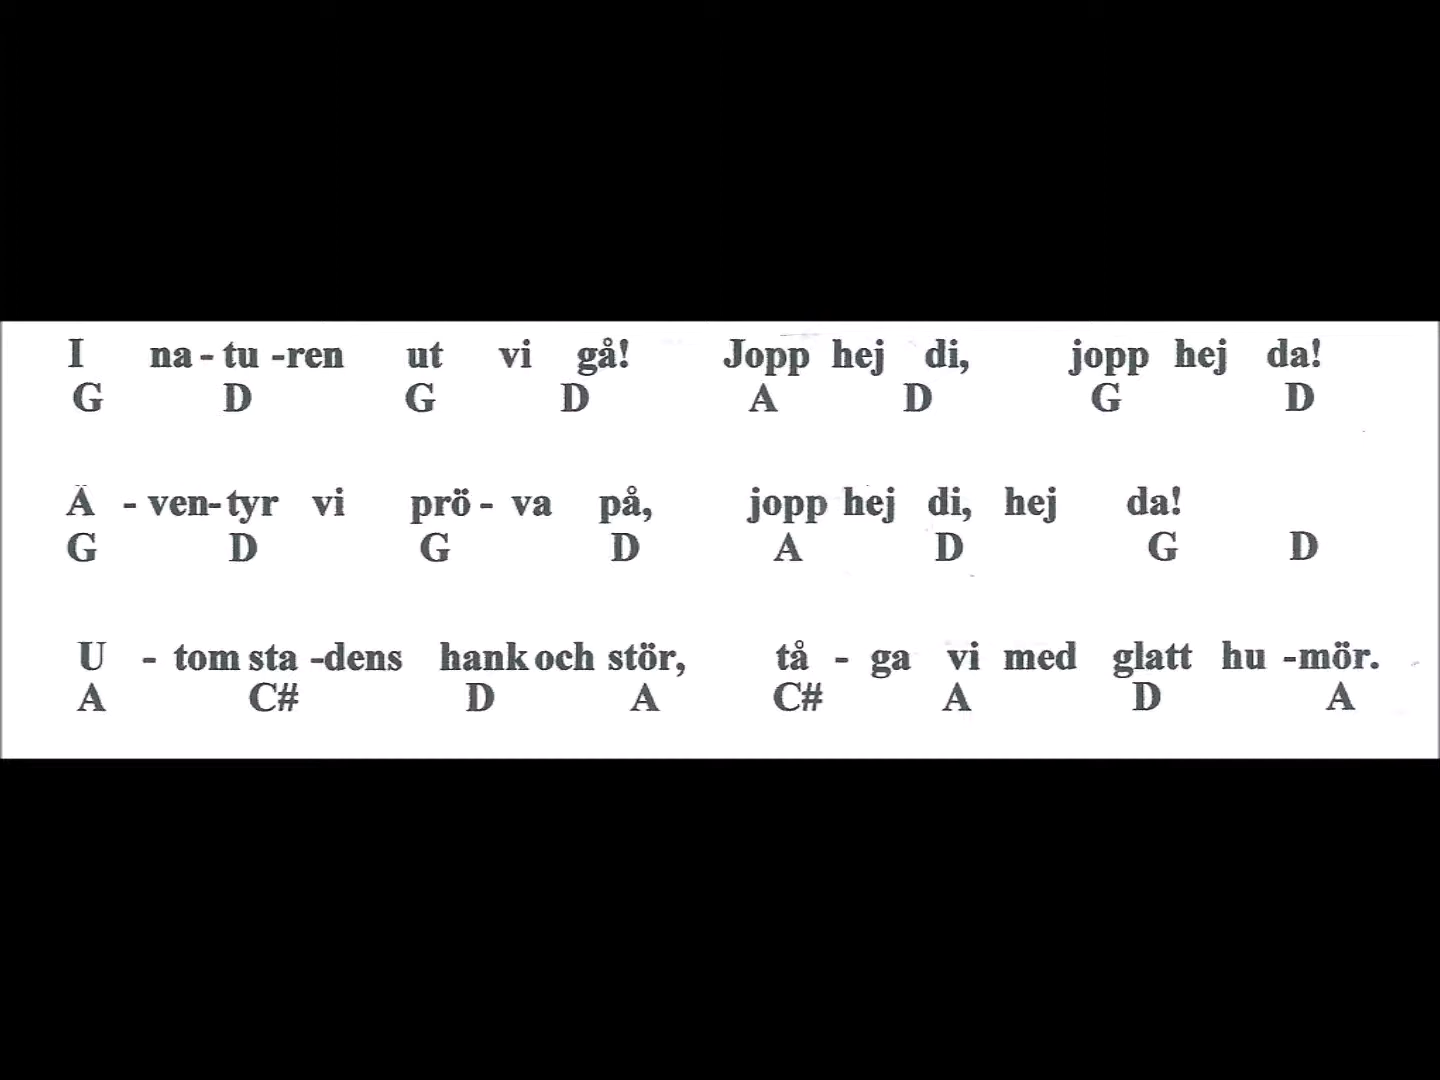 I na - tu -ren ut vi gå! Jopp hej di, jopp hej da!
G D G D A D G D
Ä - ven- tyr vi prö - va på, jopp hej di, hej da!
G D G D A D G D
U - tom sta -dens hank och stör, tå - ga vi med glatt hu -mör.
A C# D A C# A D A